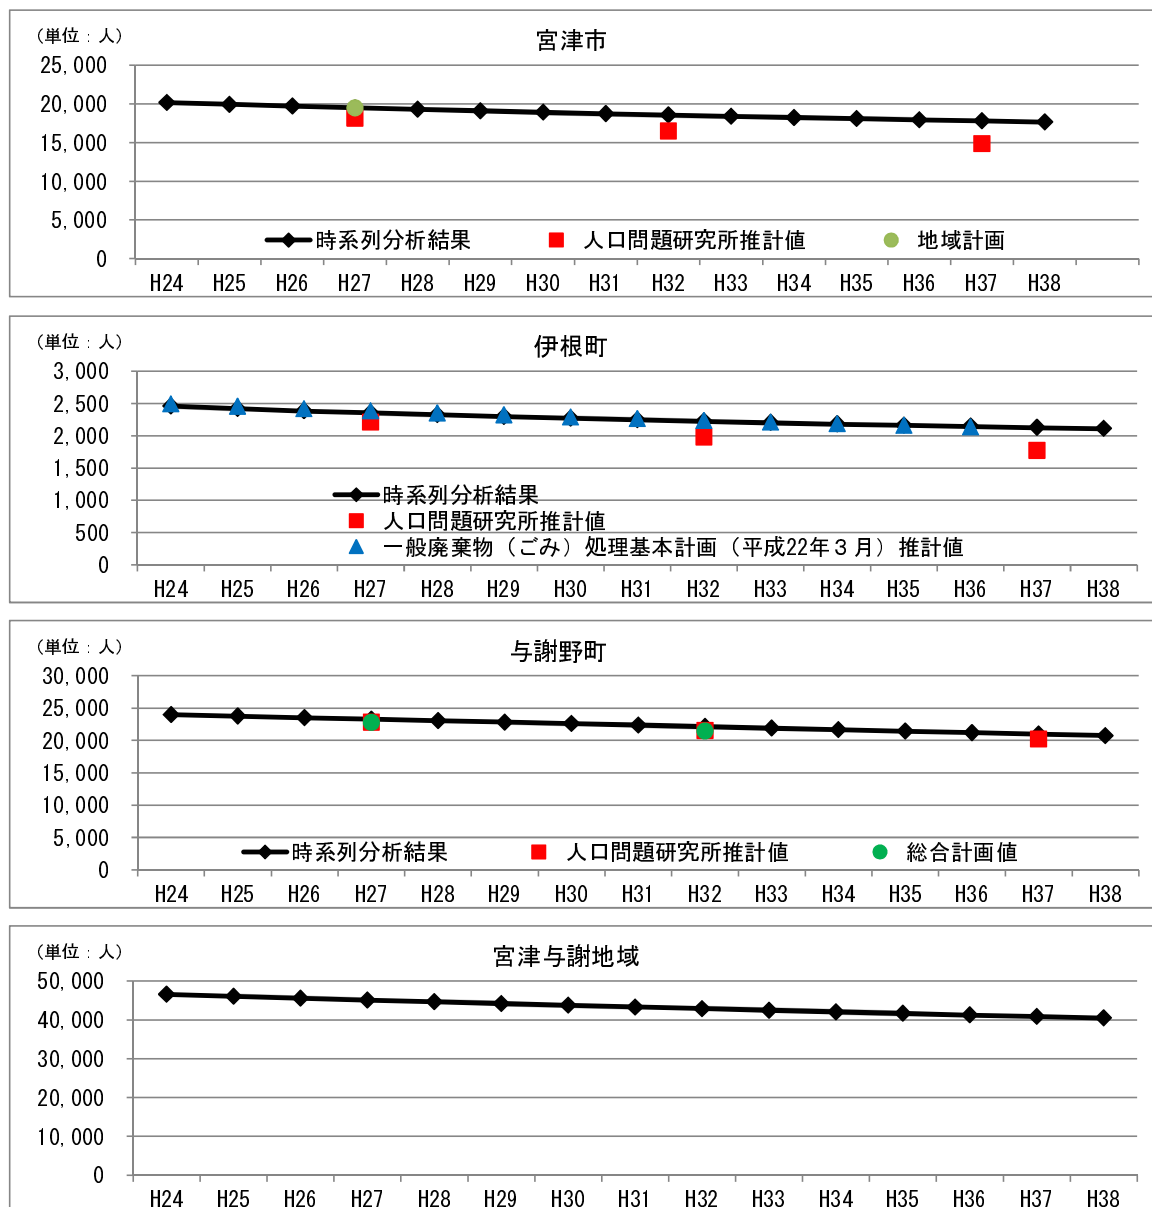 （単位：人）
宮津市
25,000
20,000
15,000
10,000
5,000
0
時系列分析結果 人口問題研究所推計値 地域計画
H24 H25 H26 H27 H28 H29 H30 H31 H32 H33 H34 H35 H36 H37 H38
（単位：人）
伊根町
3,000
2,500
2,000
1,500
1,000
500
0
時系列分析結果
人口問題研究所推計値
一般廃棄物（ごみ）処理基本計画（平成22年３月）推計値
H24 H25 H26 H27 H28 H29 H30 H31 H32 H33 H34 H35 H36 H37 H38
（単位：人）
与謝野町
30,000
25,000
20,000
15,000
10,000
5,000
0
時系列分析結果 人口問題研究所推計値 総合計画値
H24 H25 H26 H27 H28 H29 H30 H31 H32 H33 H34 H35 H36 H37 H38
（単位：人）
宮津与謝地域
50,000
40,000
30,000
20,000
10,000
0
H24 H25 H26 H27 H28 H29 H30 H31 H32 H33 H34 H35 H36 H37 H38